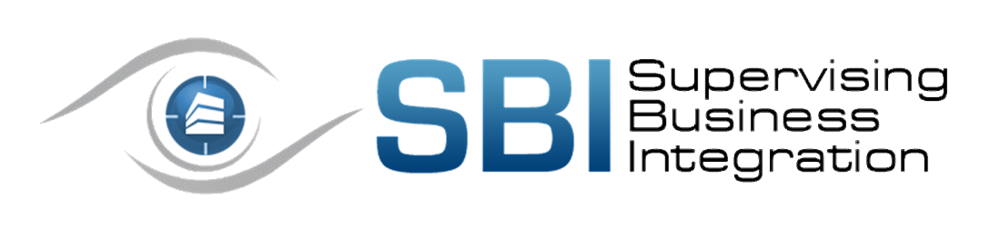 SBI
Supervising
Business
Integration